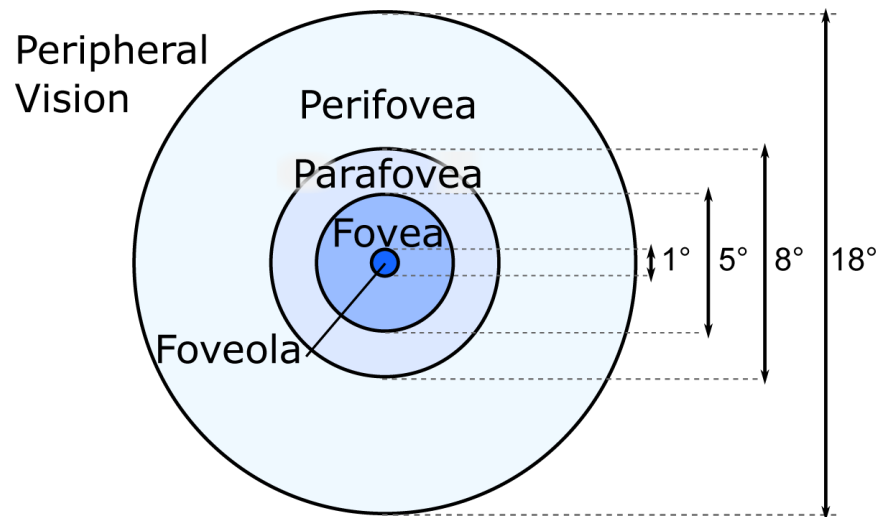 Peripheral
Vision
Perifovea
Parafovea
Fovea
1°
5°
8°
18°
Foveola